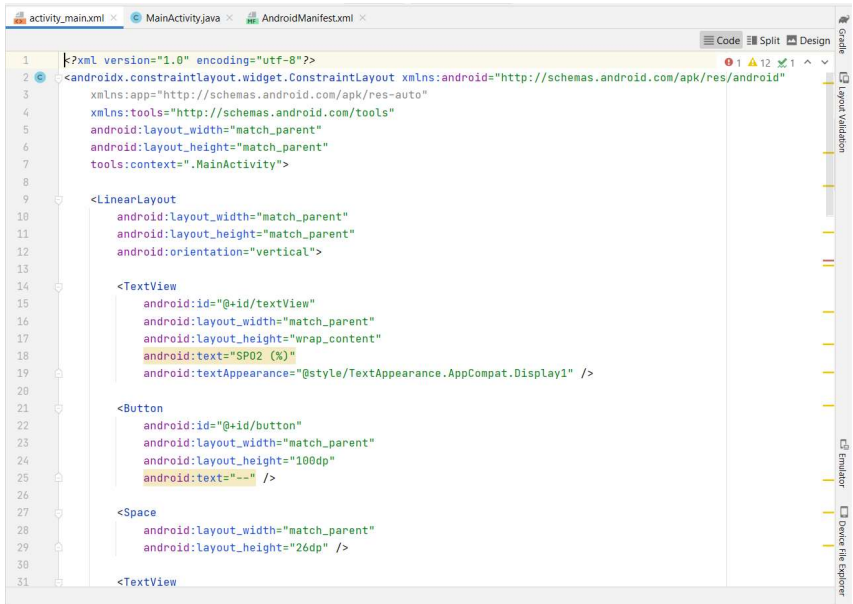 activity_main.xml × MainActivity.java × AndroidManifest.xml ×
Code Split Design
1 <?xml version="1.0" encoding="utf-8"?>
1 12 1
2 <androidx.constraintlayout.widget.ConstraintLayout xmlns:android="http://schemas.android.com/apk/res/android"
3 xmlns:app="http://schemas.android.com/apk/res-auto"
4 xmlns:tools="http://schemas.android.com/tools"
5 android:layout_width="match_parent"
6 android:layout_height="match_parent"
7 tools:context=".MainActivity">
8
9 <LinearLayout
10 android:layout_width="match_parent"
11 android:layout_height="match_parent"
12 android:orientation="vertical">
13
14 <TextView
15 android:id="@+id/textView"
16 android:layout_width="match_parent"
17 android:layout_height="wrap_content"
18 android:text="SPO2 (%)"
19 android:textAppearance="@style/TextAppearance.AppCompat.Display1" />
20
21 <Button
22 android:id="@+id/button"
23 android:layout_width="match_parent"
24 android:layout_height="100dp"
25 android:text="--" />
26
27 <Space
28 android:layout_width="match_parent"
29 android:layout_height="26dp" />
30
31 <TextView
Gradle
Layout Validation
Emulator
Device File Explorer